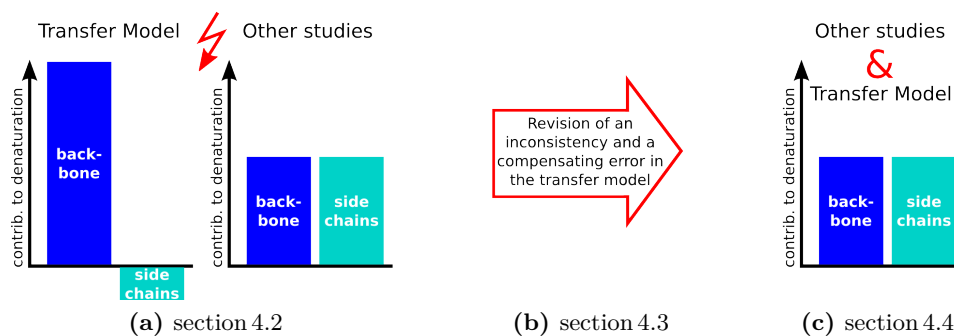 Transfer Model
Other studies
contrib. to denaturation
back-
bone
side
chains
contrib. to denaturation
back-
bone
side
chains
(a) section 4.2
Revision of an
inconsistency and a
compensating error in
the transfer model
(b) section 4.3
Other studies
&
Transfer Model
contrib. to denaturation
back-
bone
side
chains
(c) section 4.4